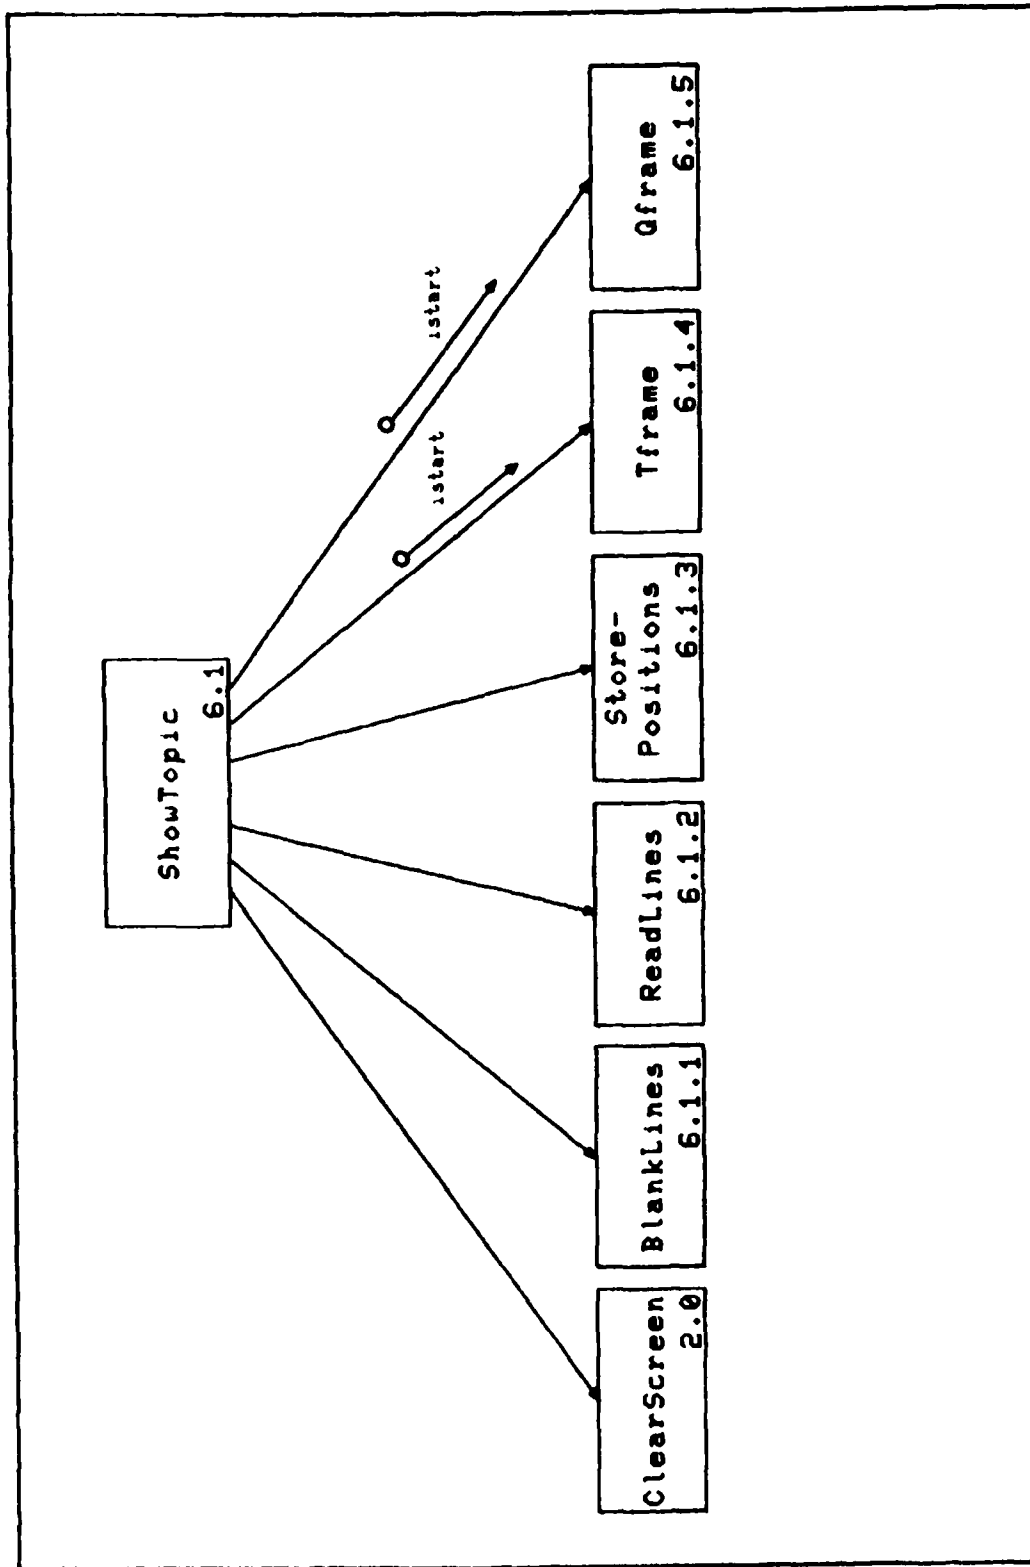 ShowTopic
6.1
istart
istart
ClearScreen
2.0
BlankLines
6.1.1
ReadLines
6.1.2
Store-
Positions
6.1.3
Tframe
6.1.4
Qframe
6.1.5